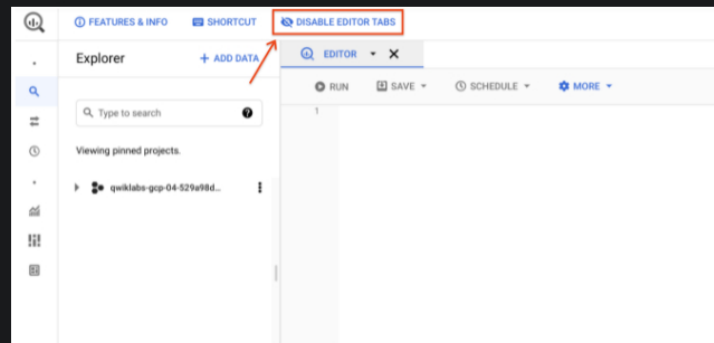 FEATURES & INFO SHORTCUT DISABLE EDITOR TABS
Explorer + ADD DATA
EDITOR
RUN SAVE SCHEDULE MORE
Type to search
1
Viewing pinned projects.
qwiklabs-gcp-04-529a98d...